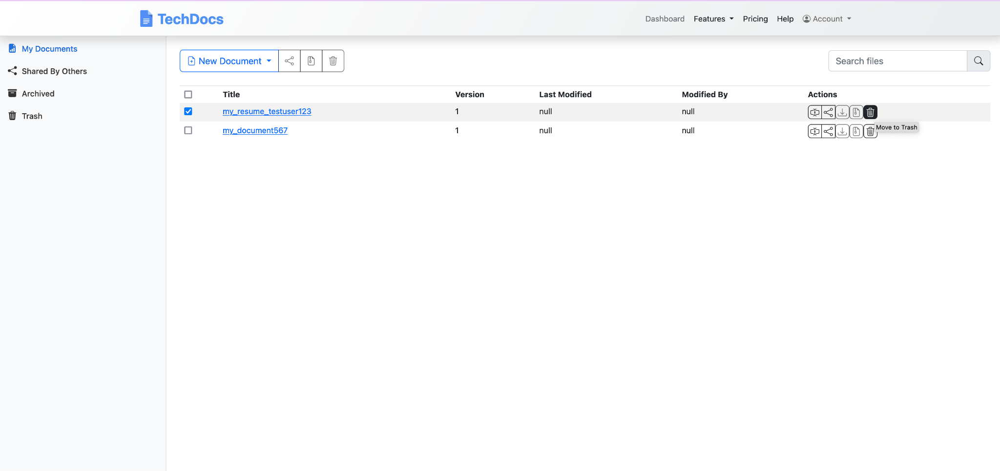 TechDocs
Dashboard Features Pricing Help Account
My Documents
Shared By Others
Archived
Trash
New Document
Search files
Title Version Last Modified Modified By Actions
my_resume_testuser123 1 null null
my_document567 1 null null
Move to Trash